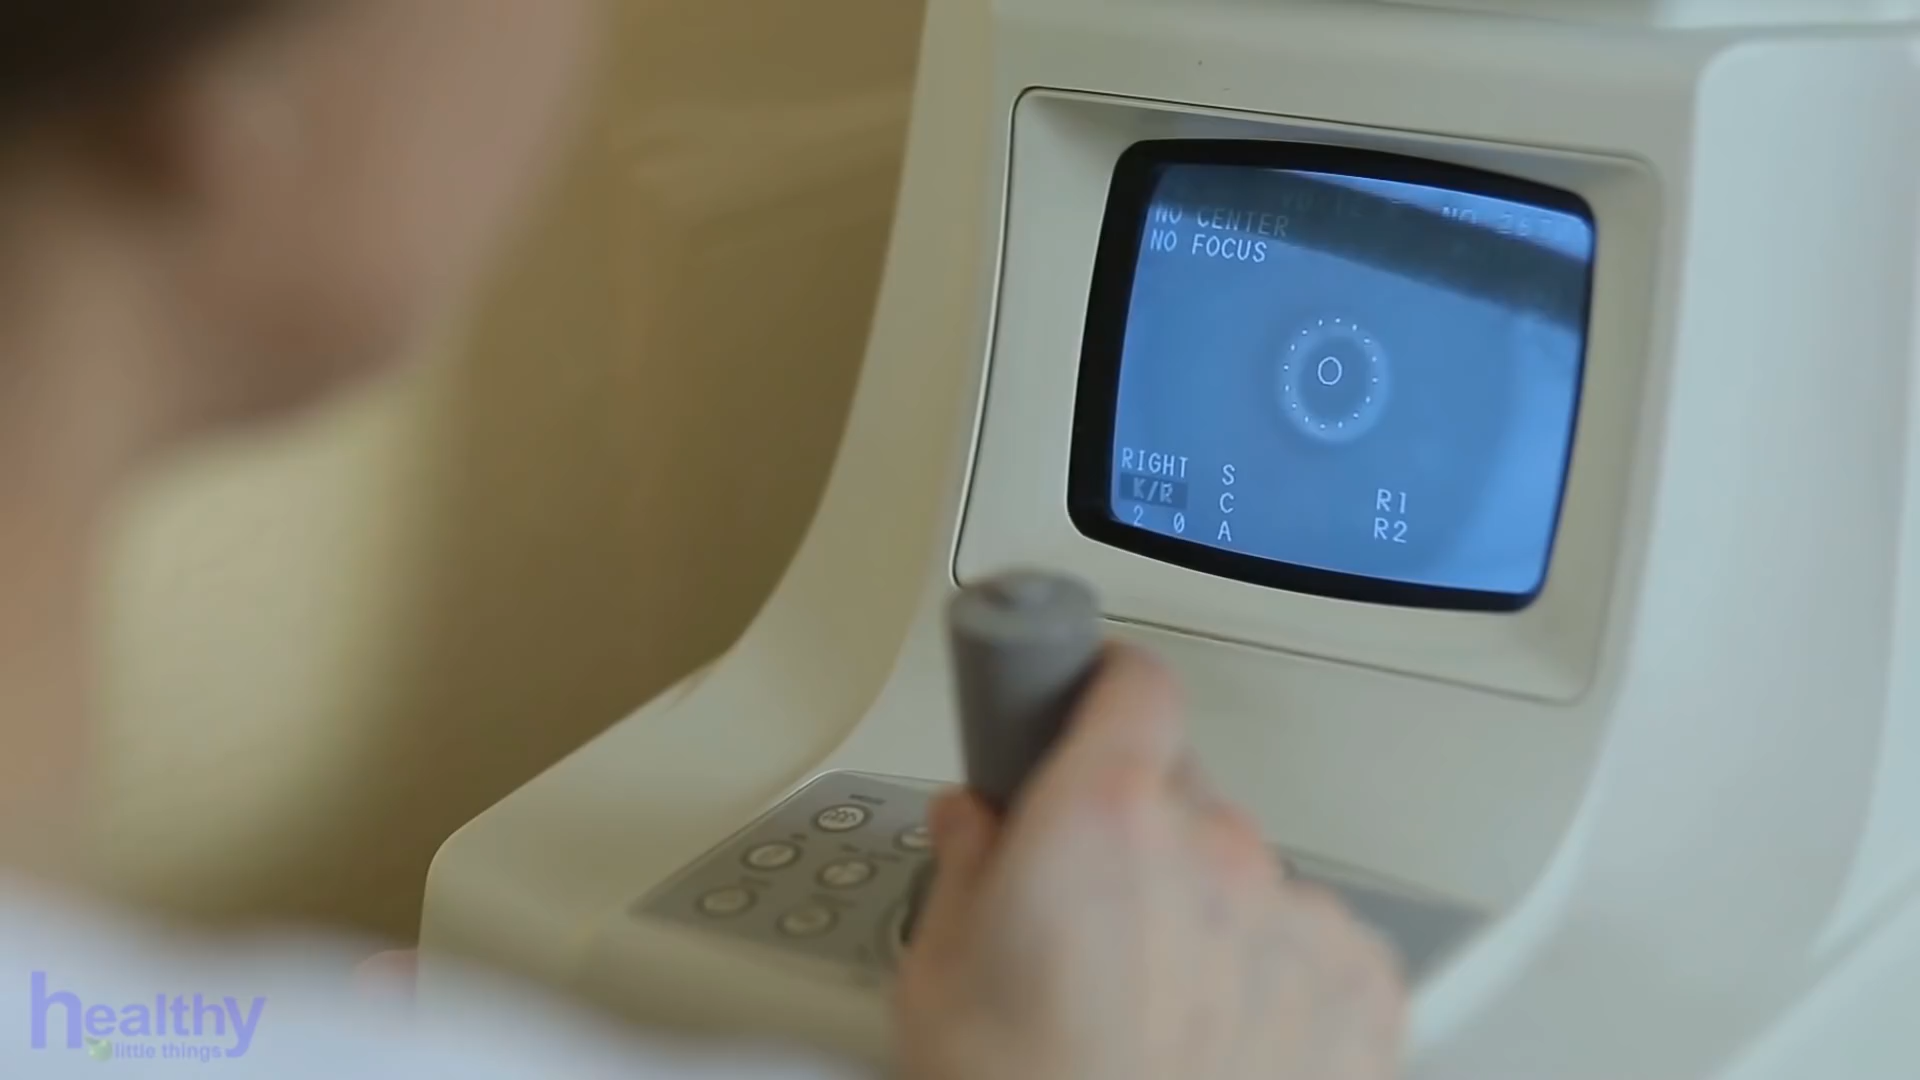 NO CENTER
NO FOCUS
RIGHT
K/R
2 0
S
C
A
R1
R2
healthy
little things